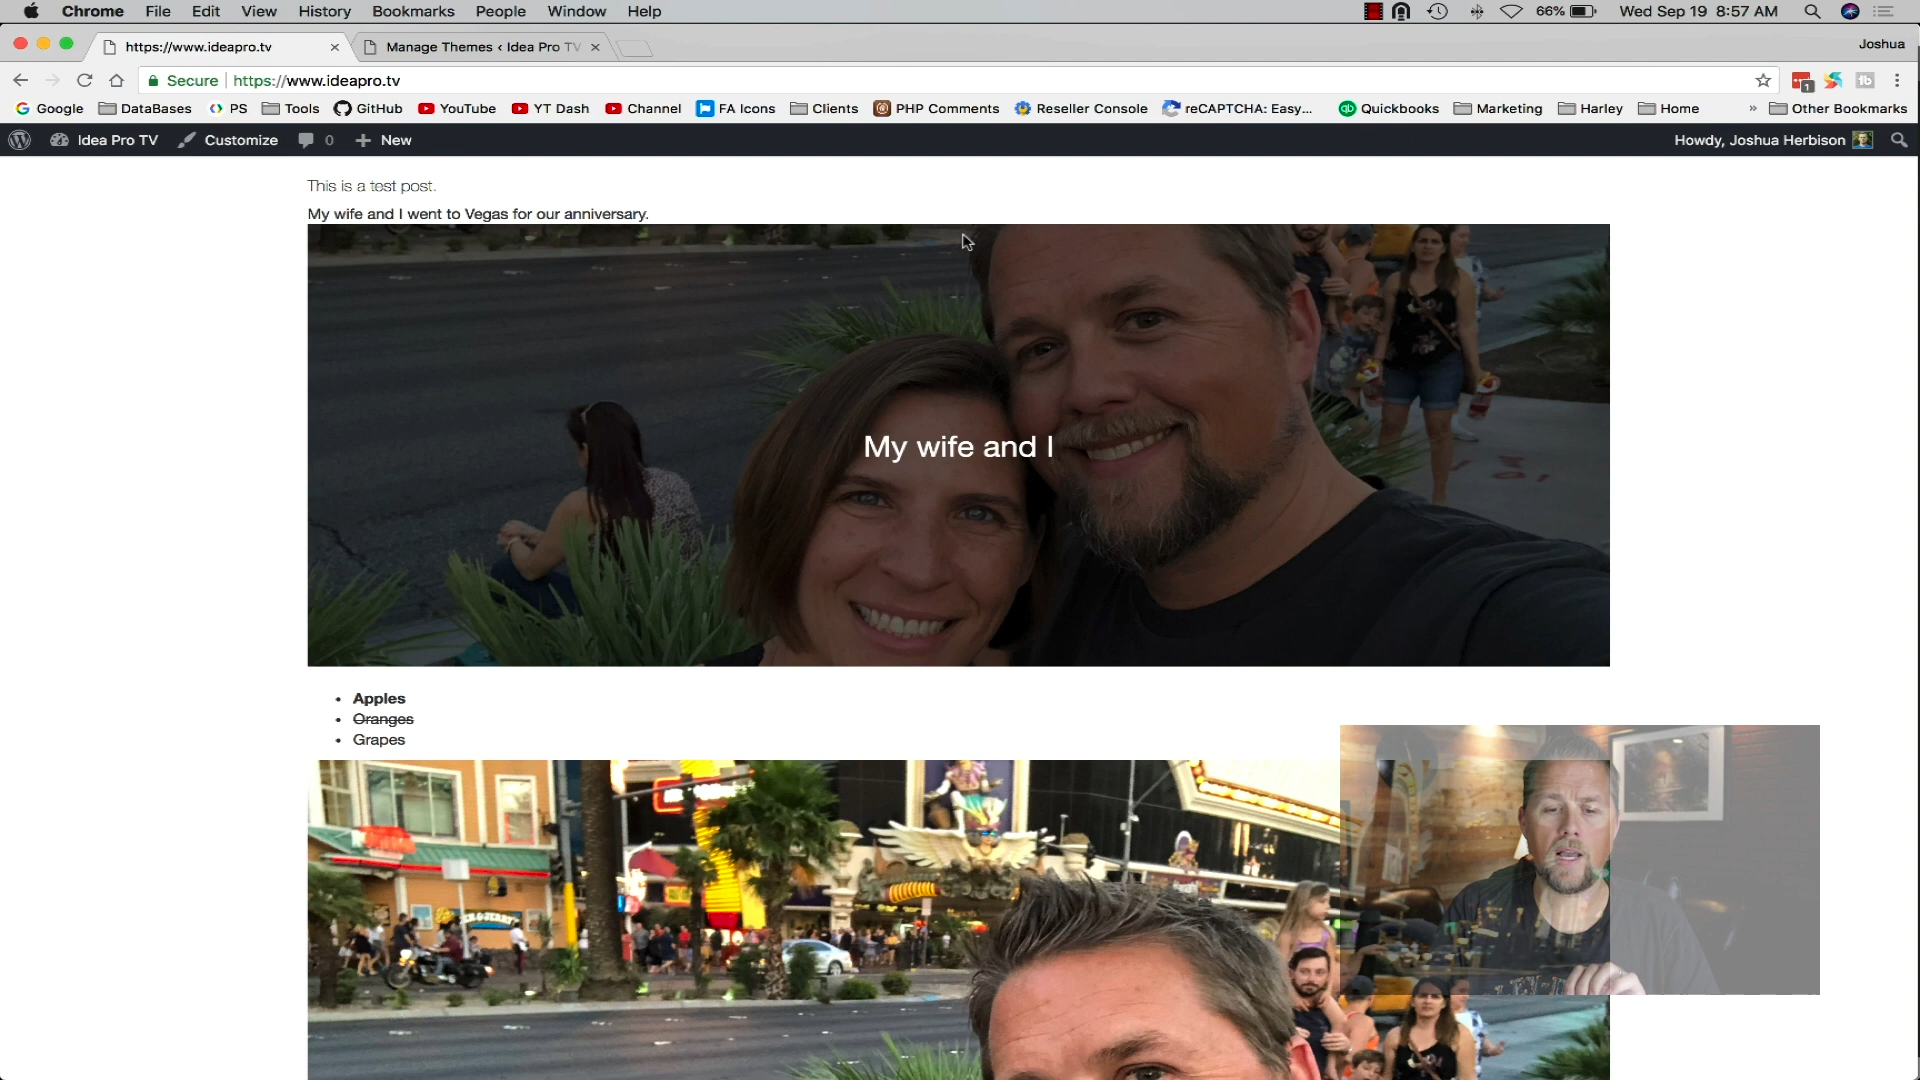 Chrome File Edit View History Bookmarks People Window Help 66% Wed Sep 19 8:57 AM
https://www.ideapro.tv Manage Themes ‹ Idea Pro TV Joshua
Secure https://www.ideapro.tv 1
Google DataBases PS Tools GitHub YouTube YT Dash Channel FA Icons Clients PHP Comments Reseller Console reCAPTCHA: Easy... Quickbooks Marketing Harley Home » Other Bookmarks
Idea Pro TV Customize 0 New Howdy, Joshua Herbison
This is a test post.
My wife and I went to Vegas for our anniversary.
My wife and I
Apples
Oranges
Grapes